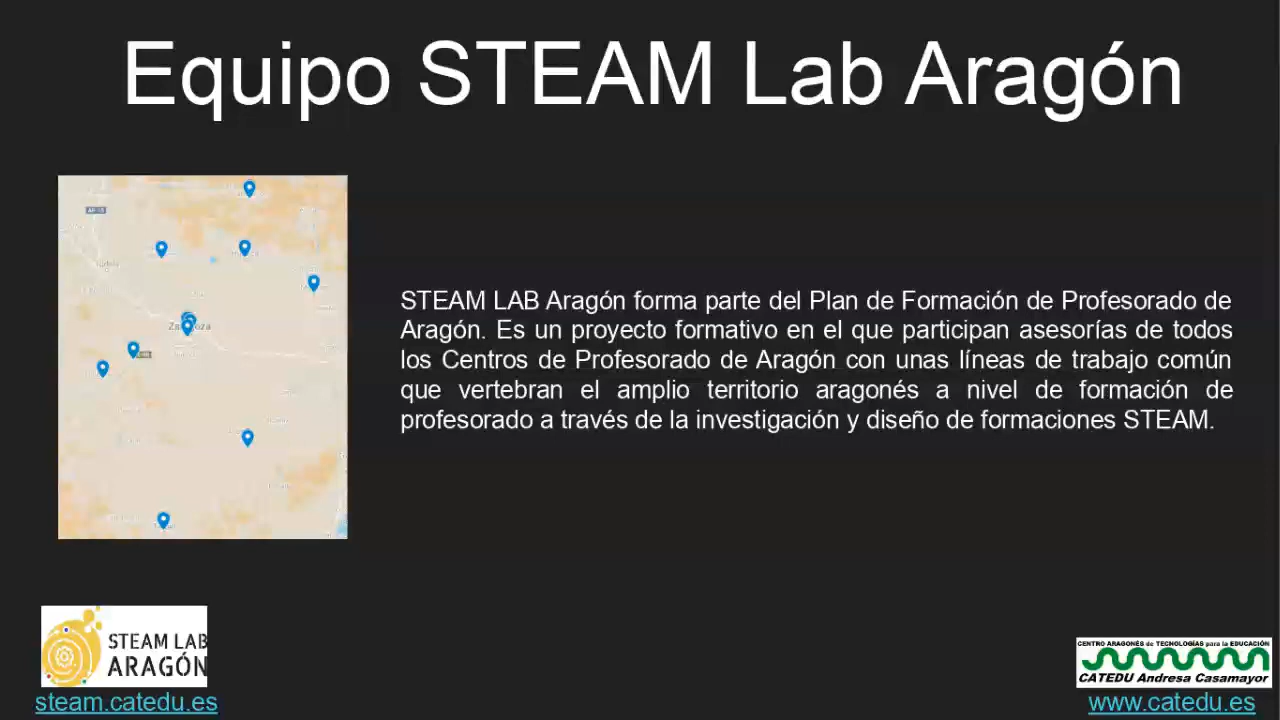 Equipo STEAM Lab Aragón
Zaragoza
STEAM LAB Aragón forma parte del Plan de Formación de Profesorado de
Aragón. Es un proyecto formativo en el que participan asesorías de todos
los Centros de Profesorado de Aragón con unas líneas de trabajo común
que vertebran el amplio territorio aragonés a nivel de formación de
profesorado a través de la investigación y diseño de formaciones STEAM.
STEAM LAB
ARAGÓN
steam.catedu.es
CENTRO ARAGONÉS de TECNOLOGÍAS para la EDUCACIÓN
CATEDU Andresa Casamayor
www.catedu.es